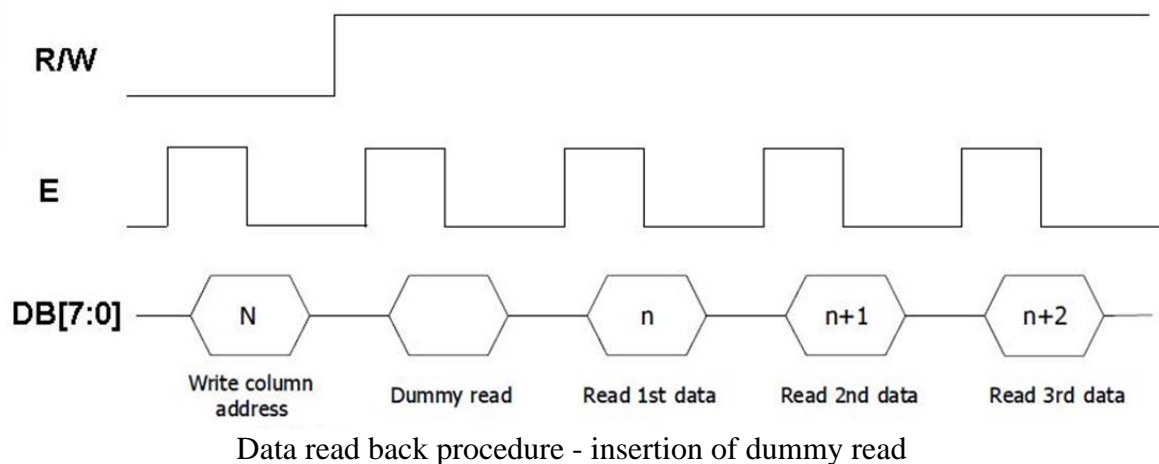 R/W
E
DB[7:0]
N
n
n+1
n+2
Write column
address
Dummy read
Read 1st data
Read 2nd data
Read 3rd data
Data read back procedure - insertion of dummy read